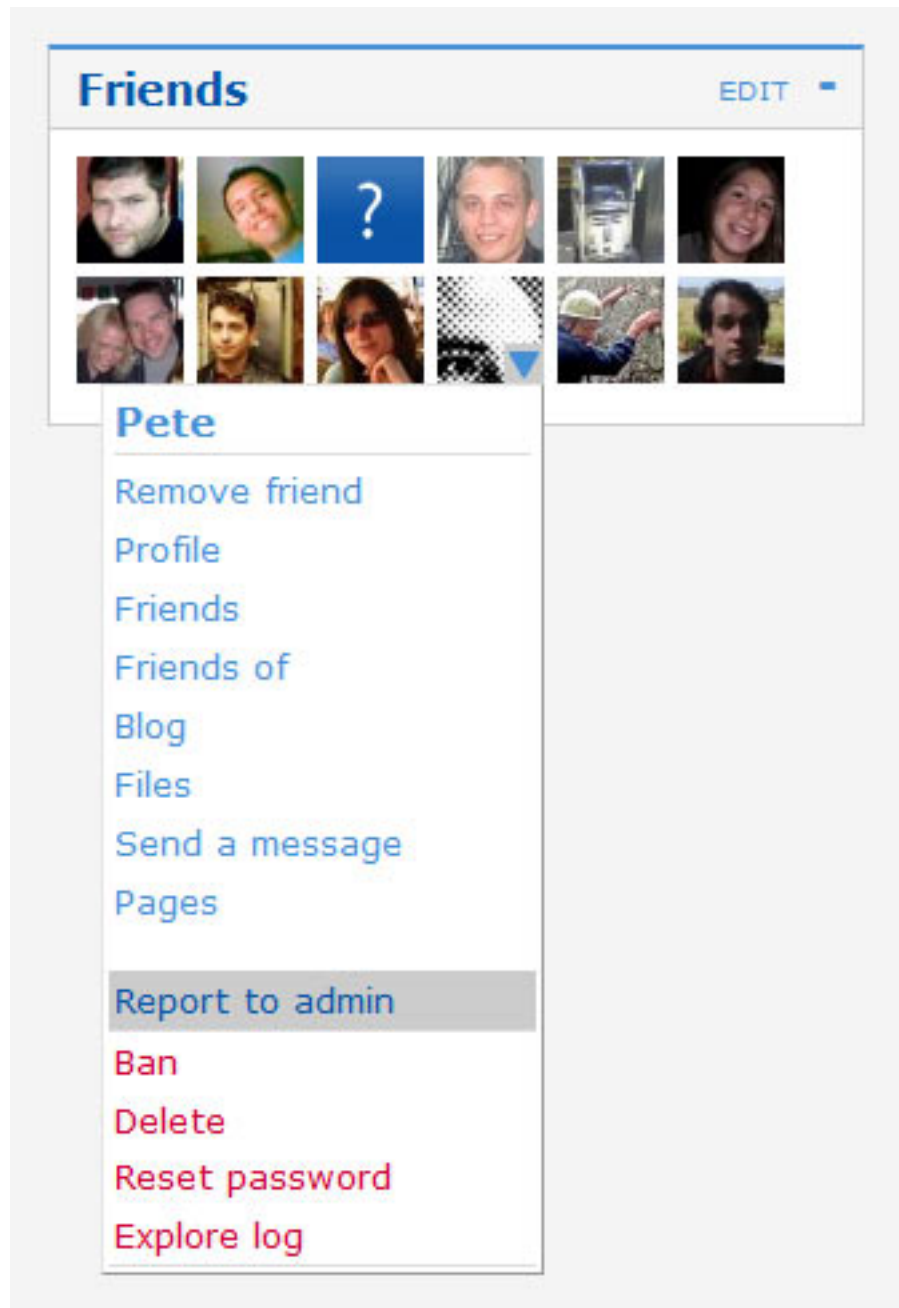 Friends EDIT -
?
Pete
Remove friend
Profile
Friends
Friends of
Blog
Files
Send a message
Pages
Report to admin
Ban
Delete
Reset password
Explore log